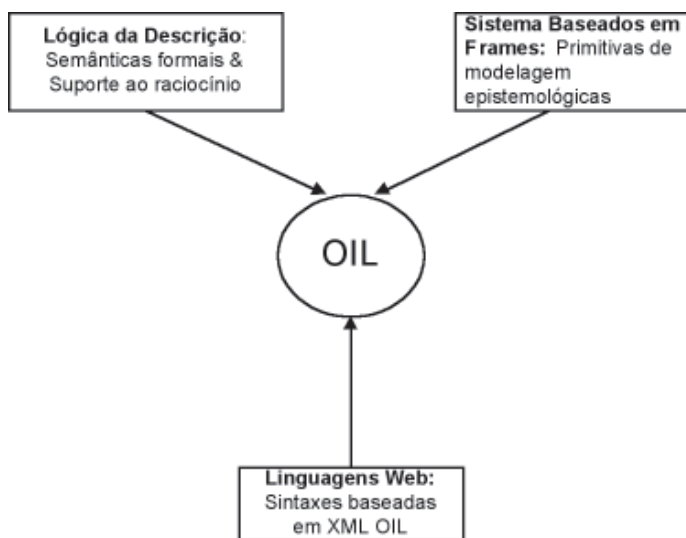 Lógica da Descrição:
Semânticas formais &
Suporte ao raciocínio
Sistema Baseados em
Frames: Primitivas de
modelagem
epistemológicas
OIL
Linguagens Web:
Sintaxes baseadas
em XML OIL